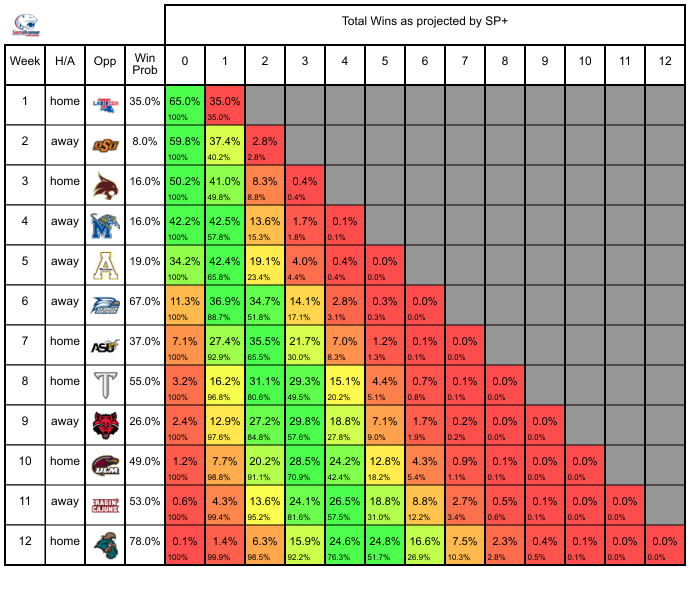 Total Wins as projected by SP+
Week H/A Opp Win Prob 0 1 2 3 4 5 6 7 8 9 10 11 12
1 home LA TECH 35.0% 65.0% 35.0%
100% 35.0%
2 away OSU 8.0% 59.8% 37.4% 2.8%
100% 40.2% 2.8%
3 home 16.0% 50.2% 41.0% 8.3% 0.4%
100% 49.8% 8.8% 0.4%
4 away M 16.0% 42.2% 42.5% 13.6% 1.7% 0.1%
100% 57.8% 15.3% 1.8% 0.1%
5 away A 19.0% 34.2% 42.4% 19.1% 4.0% 0.4% 0.0%
100% 65.8% 23.4% 4.4% 0.4% 0.0%
6 away 67.0% 11.3% 36.9% 34.7% 14.1% 2.8% 0.3% 0.0%
100% 88.7% 51.8% 17.1% 3.1% 0.3% 0.0%
7 home ASU 37.0% 7.1% 27.4% 35.5% 21.7% 7.0% 1.2% 0.1% 0.0%
100% 92.9% 65.5% 30.0% 8.3% 1.3% 0.1% 0.0%
8 home T 55.0% 3.2% 16.2% 31.1% 29.3% 15.1% 4.4% 0.7% 0.1% 0.0%
100% 96.8% 80.6% 49.5% 20.2% 5.1% 0.8% 0.1% 0.0%
9 away 26.0% 2.4% 12.9% 27.2% 29.8% 18.8% 7.1% 1.7% 0.2% 0.0% 0.0%
100% 97.6% 84.8% 57.6% 27.8% 9.0% 1.9% 0.2% 0.0% 0.0%
10 home ULM 49.0% 1.2% 7.7% 20.2% 28.5% 24.2% 12.8% 4.3% 0.9% 0.1% 0.0% 0.0%
100% 98.8% 91.1% 70.9% 42.4% 18.2% 5.4% 1.1% 0.1% 0.0% 0.0%
11 away RAGIN CAJUNS 53.0% 0.6% 4.3% 13.6% 24.1% 26.5% 18.8% 8.8% 2.7% 0.5% 0.1% 0.0% 0.0%
100% 99.4% 95.2% 81.6% 57.5% 31.0% 12.2% 3.4% 0.6% 0.1% 0.0% 0.0%
12 home 78.0% 0.1% 1.4% 6.3% 15.9% 24.6% 24.8% 16.6% 7.5% 2.3% 0.4% 0.1% 0.0% 0.0%
100% 99.9% 98.5% 92.2% 76.3% 51.7% 26.9% 10.3% 2.8% 0.5% 0.1% 0.0% 0.0%